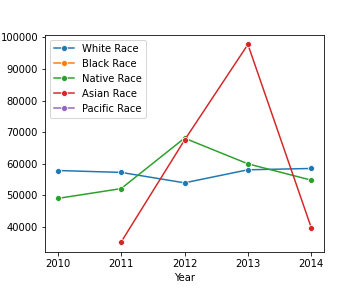 100000
90000
80000
70000
60000
50000
40000
White Race
Black Race
Native Race
Asian Race
Pacific Race
2010 2011 2012 2013 2014
Year